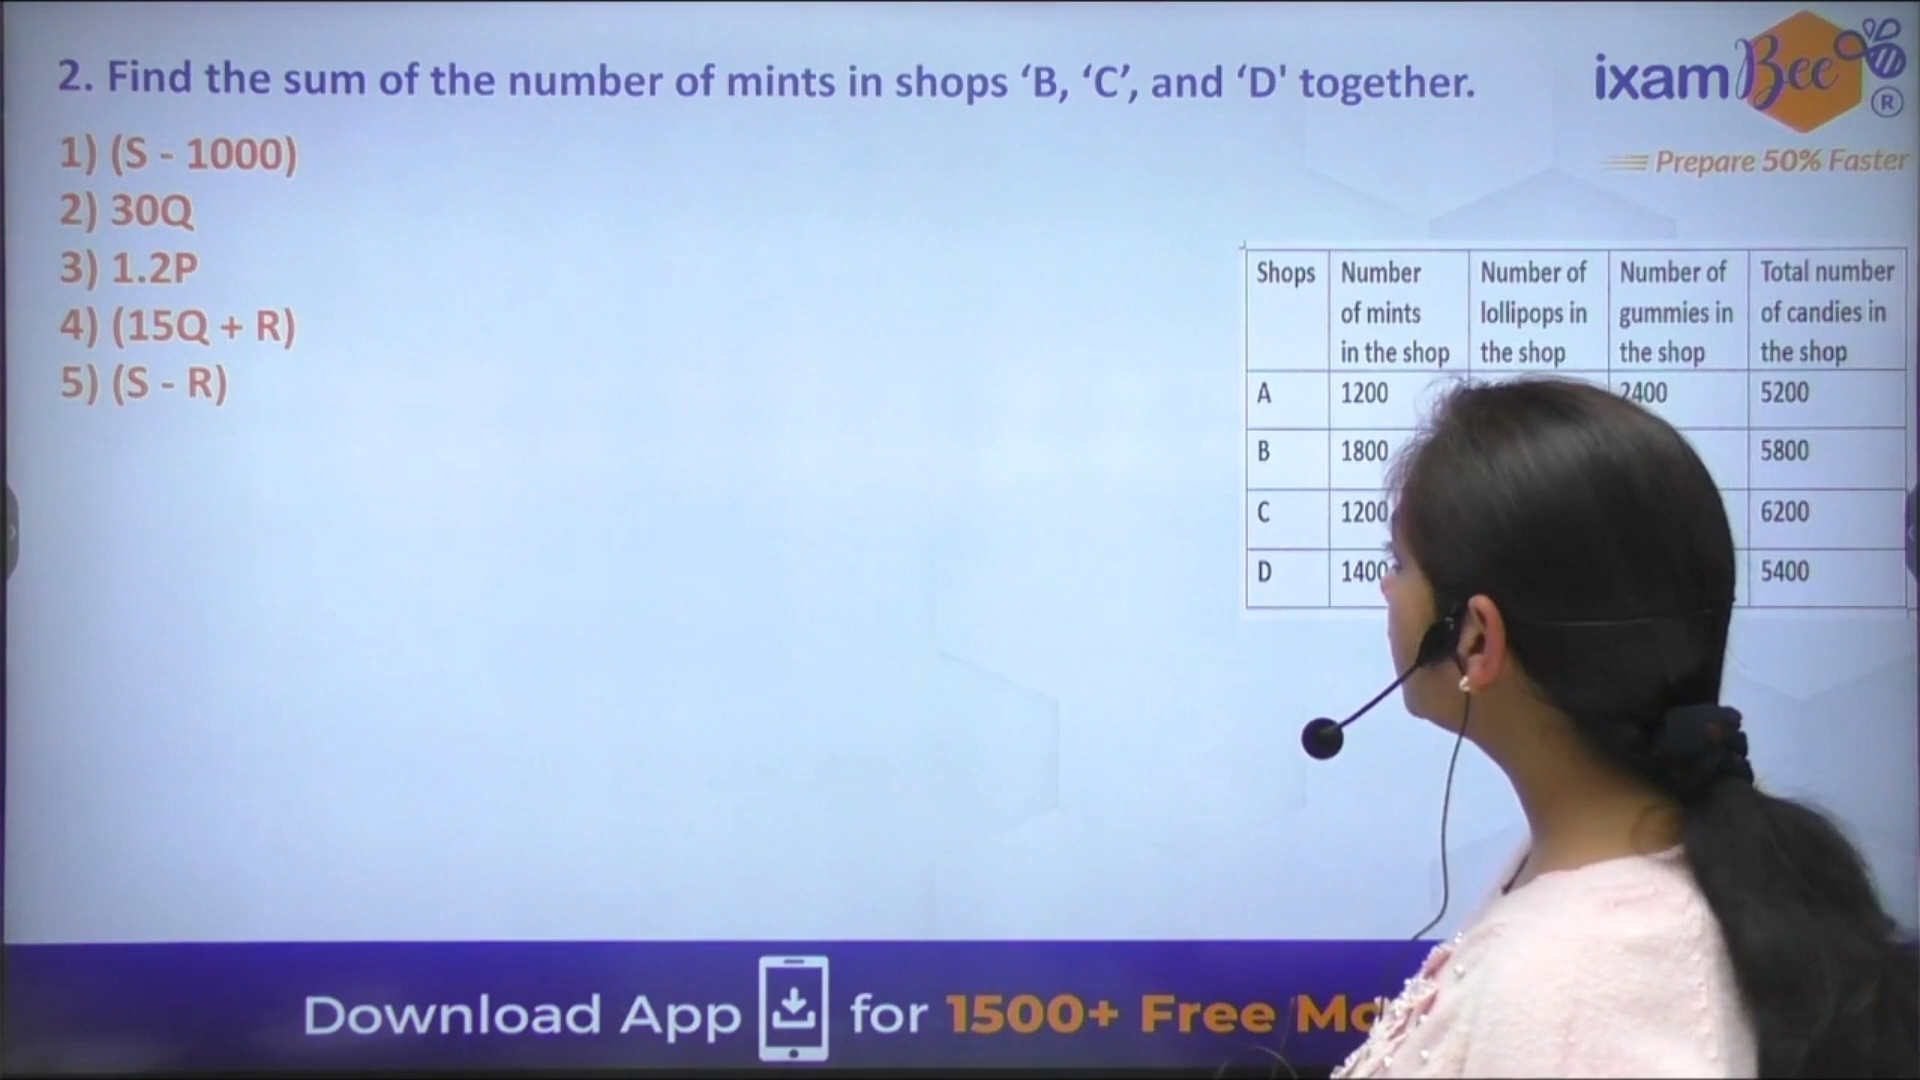 2. Find the sum of the number of mints in shops ‘B, ‘C’, and ‘D' together.
1) (S - 1000)
2) 30Q
3) 1.2P
4) (15Q + R)
5) (S - R)
ixamBee ®
Prepare 50% Faster
Shops Number of mints in the shop Number of lollipops in the shop Number of gummies in the shop Total number of candies in the shop
A 1200 2400 5200
B 1800 5800
C 1200 6200
D 1400 5400
Download App for 1500+ Free